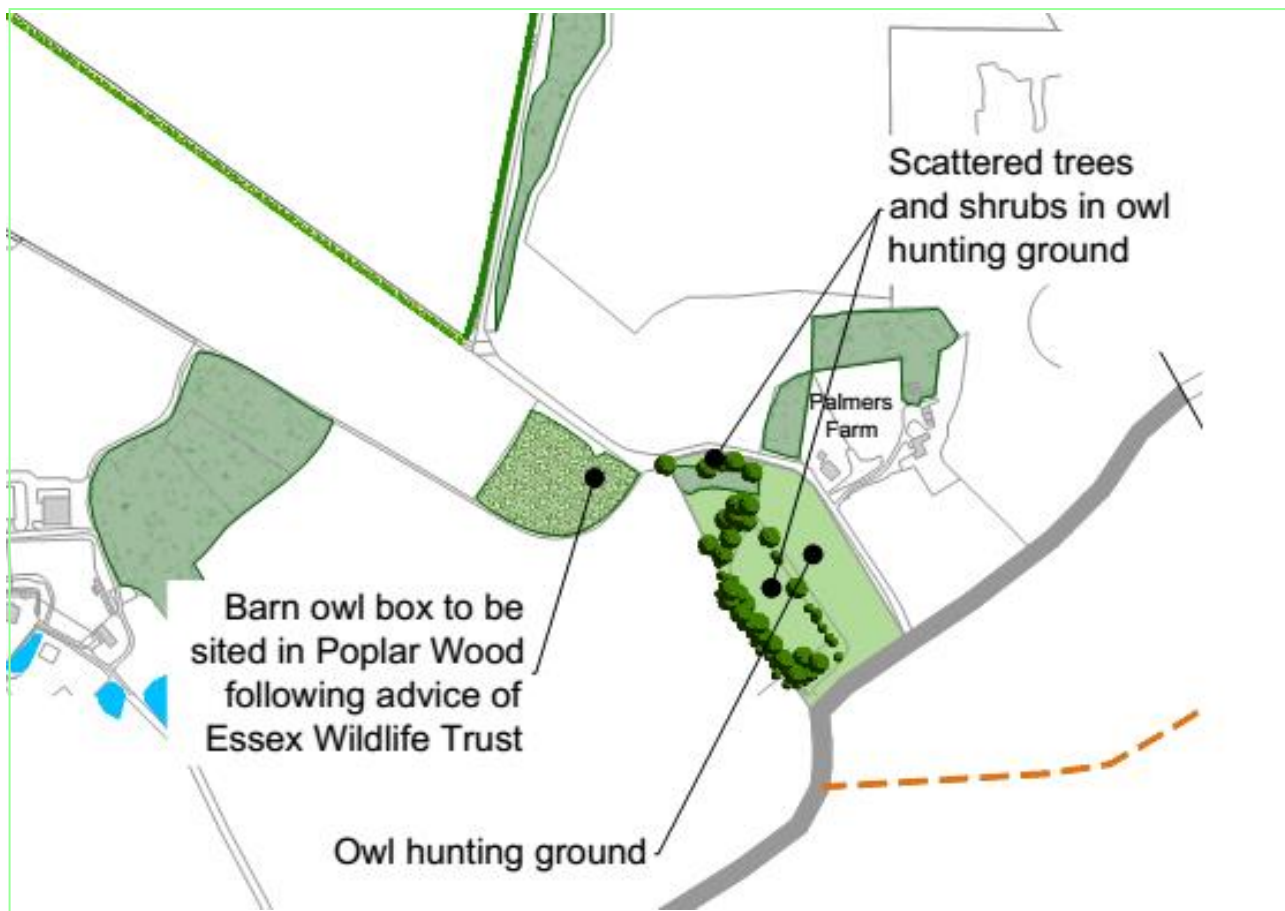 Scattered trees
and shrubs in owl
hunting ground
Palmers
Farm
Barn owl box to be
sited in Poplar Wood
following advice of
Essex Wildlife Trust
Owl hunting ground